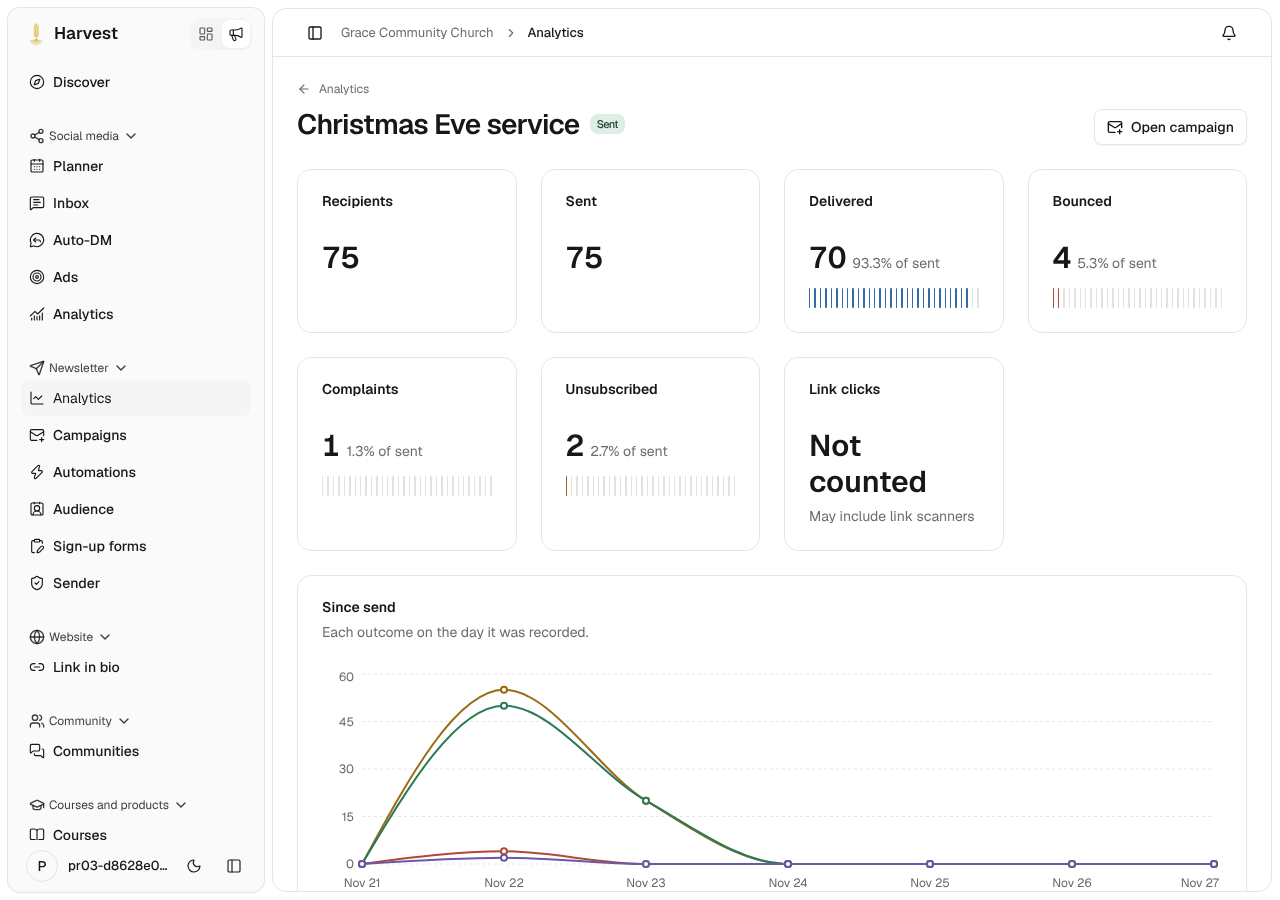 Harvest
Discover
Social media
Planner
Inbox
Auto-DM
Ads
Analytics
Newsletter
Analytics
Campaigns
Automations
Audience
Sign-up forms
Sender
Website
Link in bio
Community
Communities
Courses and products
Courses
P pr03-d8628e0...
Grace Community Church > Analytics
← Analytics
Christmas Eve service Sent
Open campaign
Recipients
75
Sent
75
Delivered
70 93.3% of sent
Bounced
4 5.3% of sent
Complaints
1 1.3% of sent
Unsubscribed
2 2.7% of sent
Link clicks
Not
counted
May include link scanners
Since send
Each outcome on the day it was recorded.
60
45
30
15
0
Nov 21 Nov 22 Nov 23 Nov 24 Nov 25 Nov 26 Nov 27